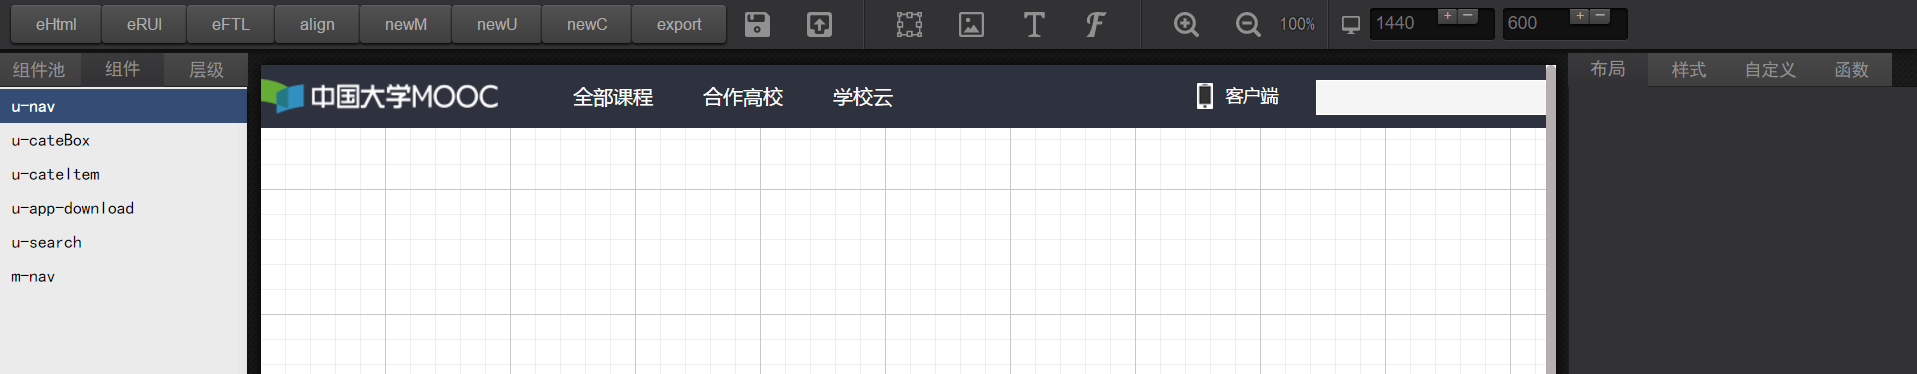 eHtml eRUI eFTL align newM newU newC export T F 100% 1440 + − 600 + −
组件池 组件 层级 布局 样式 自定义 函数
中国大学MOOC 全部课程 合作高校 学校云 客户端
u-nav
u-cateBox
u-cateItem
u-app-download
u-search
m-nav